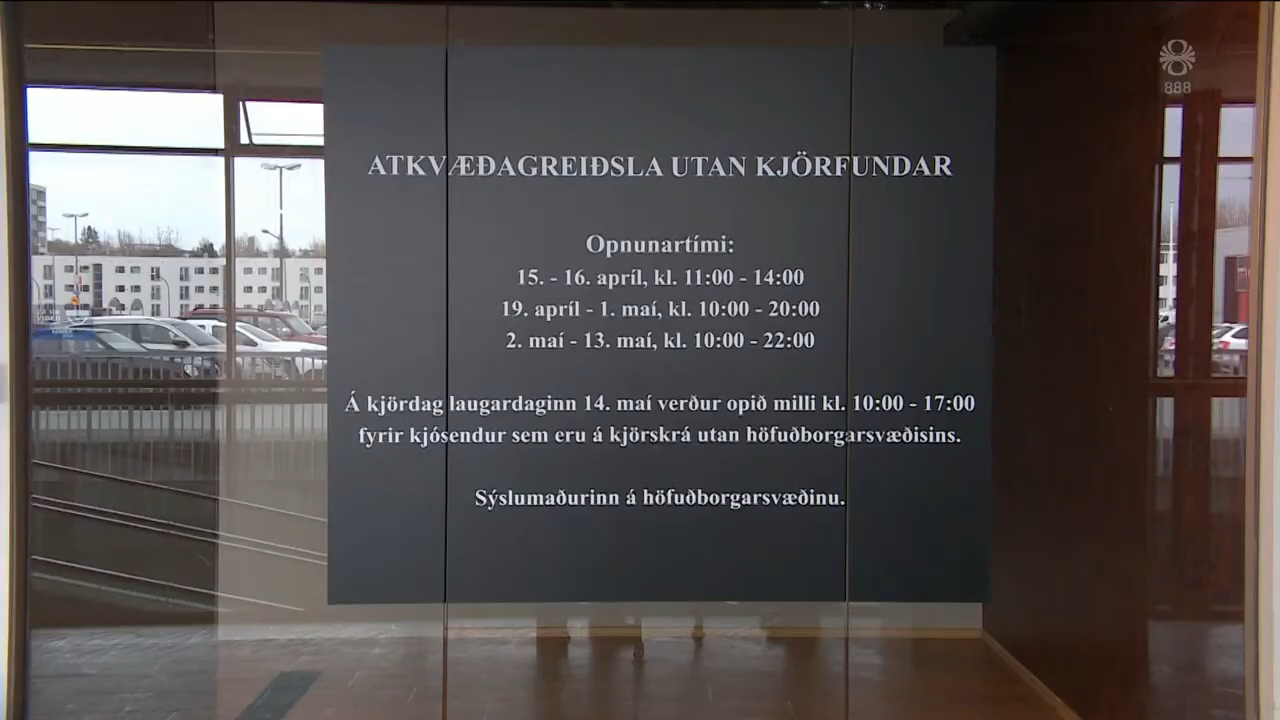 888
ATKVÆÐAGREIÐSLA UTAN KJÖRFUNDAR
Opnunartími:
15. - 16. apríl, kl. 11:00 - 14:00
19. apríl - 1. maí, kl. 10:00 - 20:00
2. maí - 13. maí, kl. 10:00 - 22:00
Á kjördag laugardaginn 14. maí verður opið milli kl. 10:00 - 17:00
fyrir kjósendur sem eru á kjörskrá utan höfuðborgarsvæðisins.
Sýslumaðurinn á höfuðborgarsvæðinu.